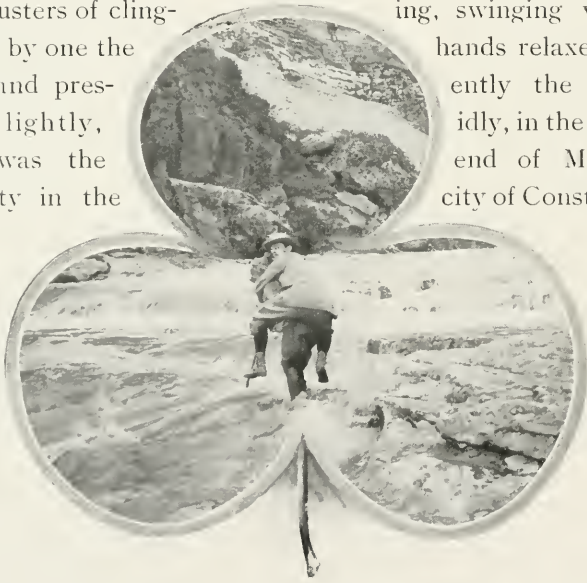 usters of cling-
ing, swinging
by one the
hands relaxe
and pres-
ently the
lightly,
idly, in the
was the
end of M
ty in the
city of Const